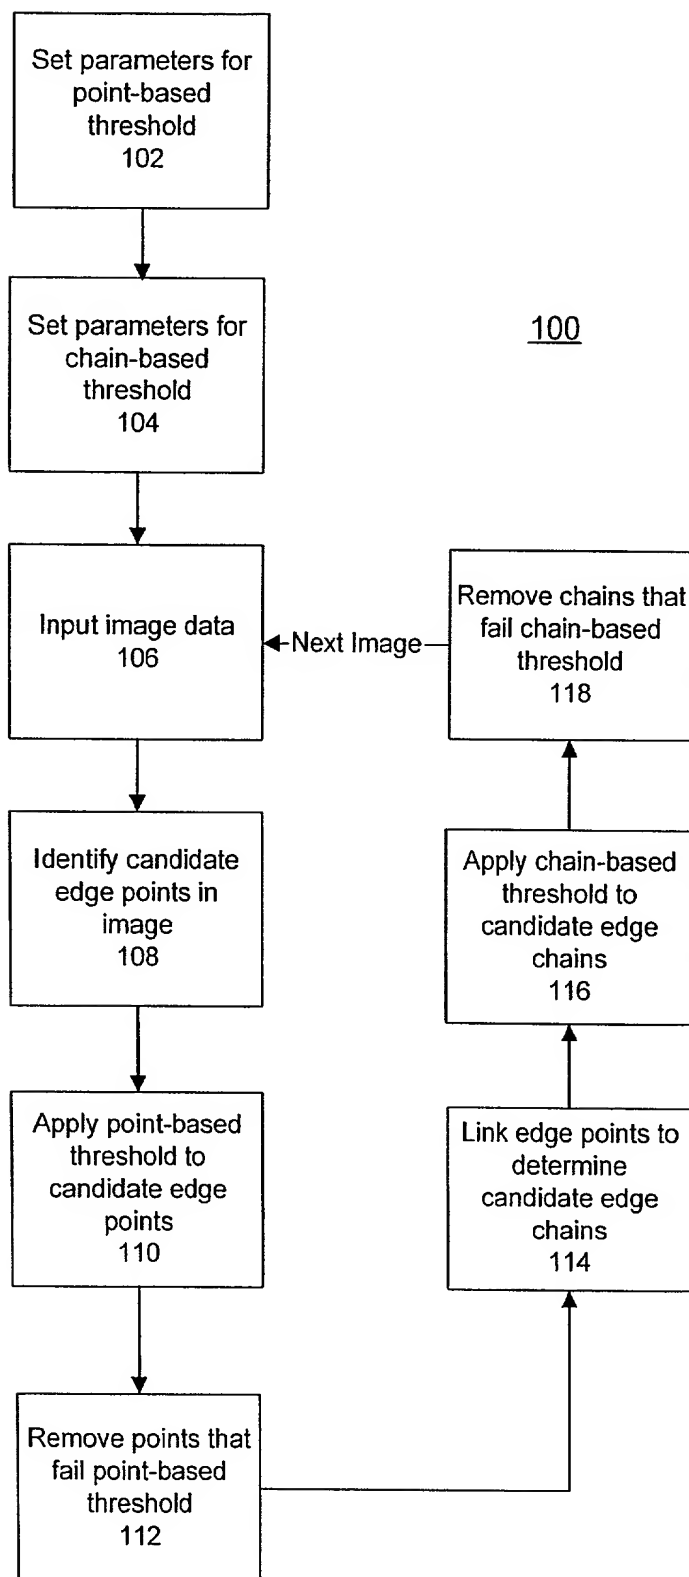 Set parameters for
point-based
threshold
102
Set parameters for
chain-based
threshold
104
100
Input image data
106
Next Image
Remove chains that
fail chain-based
threshold
118
Identify candidate
edge points in
image
108
Apply chain-based
threshold to
candidate edge
chains
116
Apply point-based
threshold to
candidate edge
points
110
Link edge points to
determine
candidate edge
chains
114
Remove points that
fail point-based
threshold
112